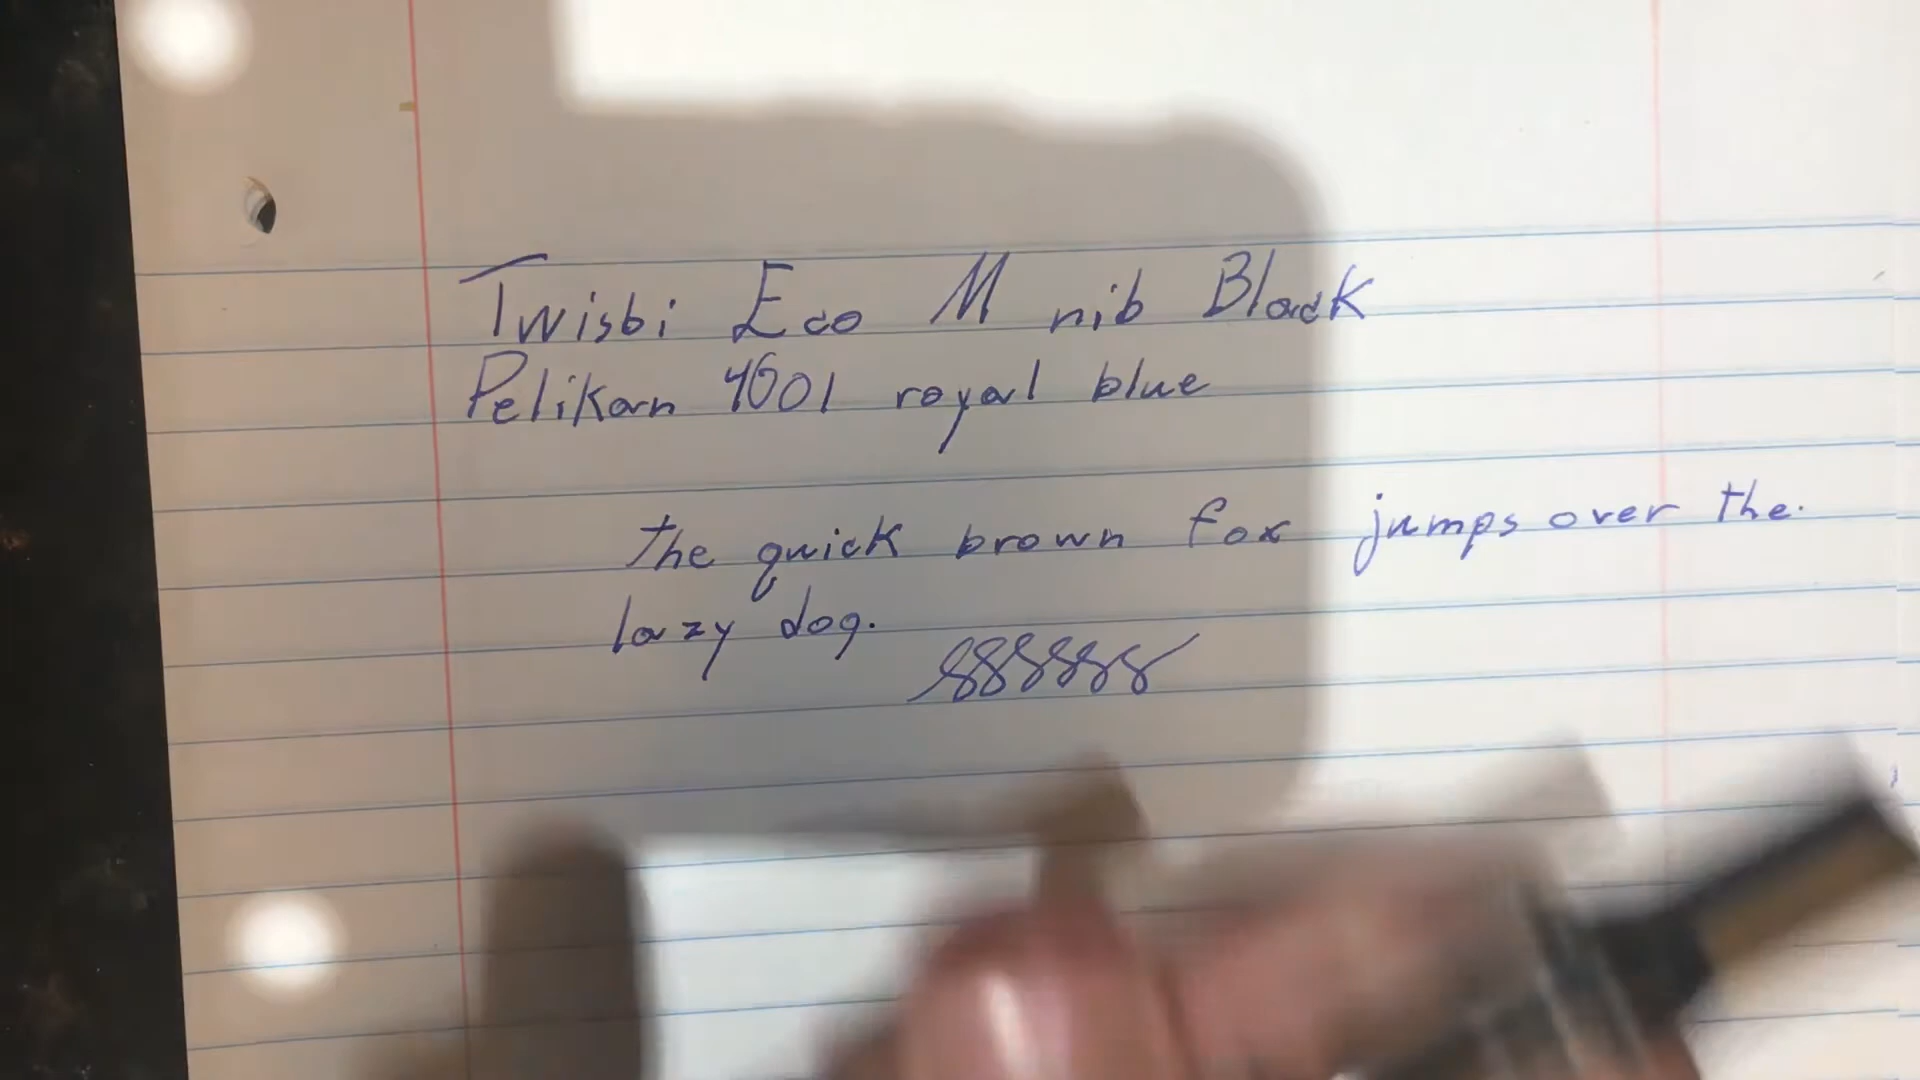 Twisbi Eco M nib Black
Pelikan 4001 royal blue
the quick brown fox jumps over the.
lazy dog.